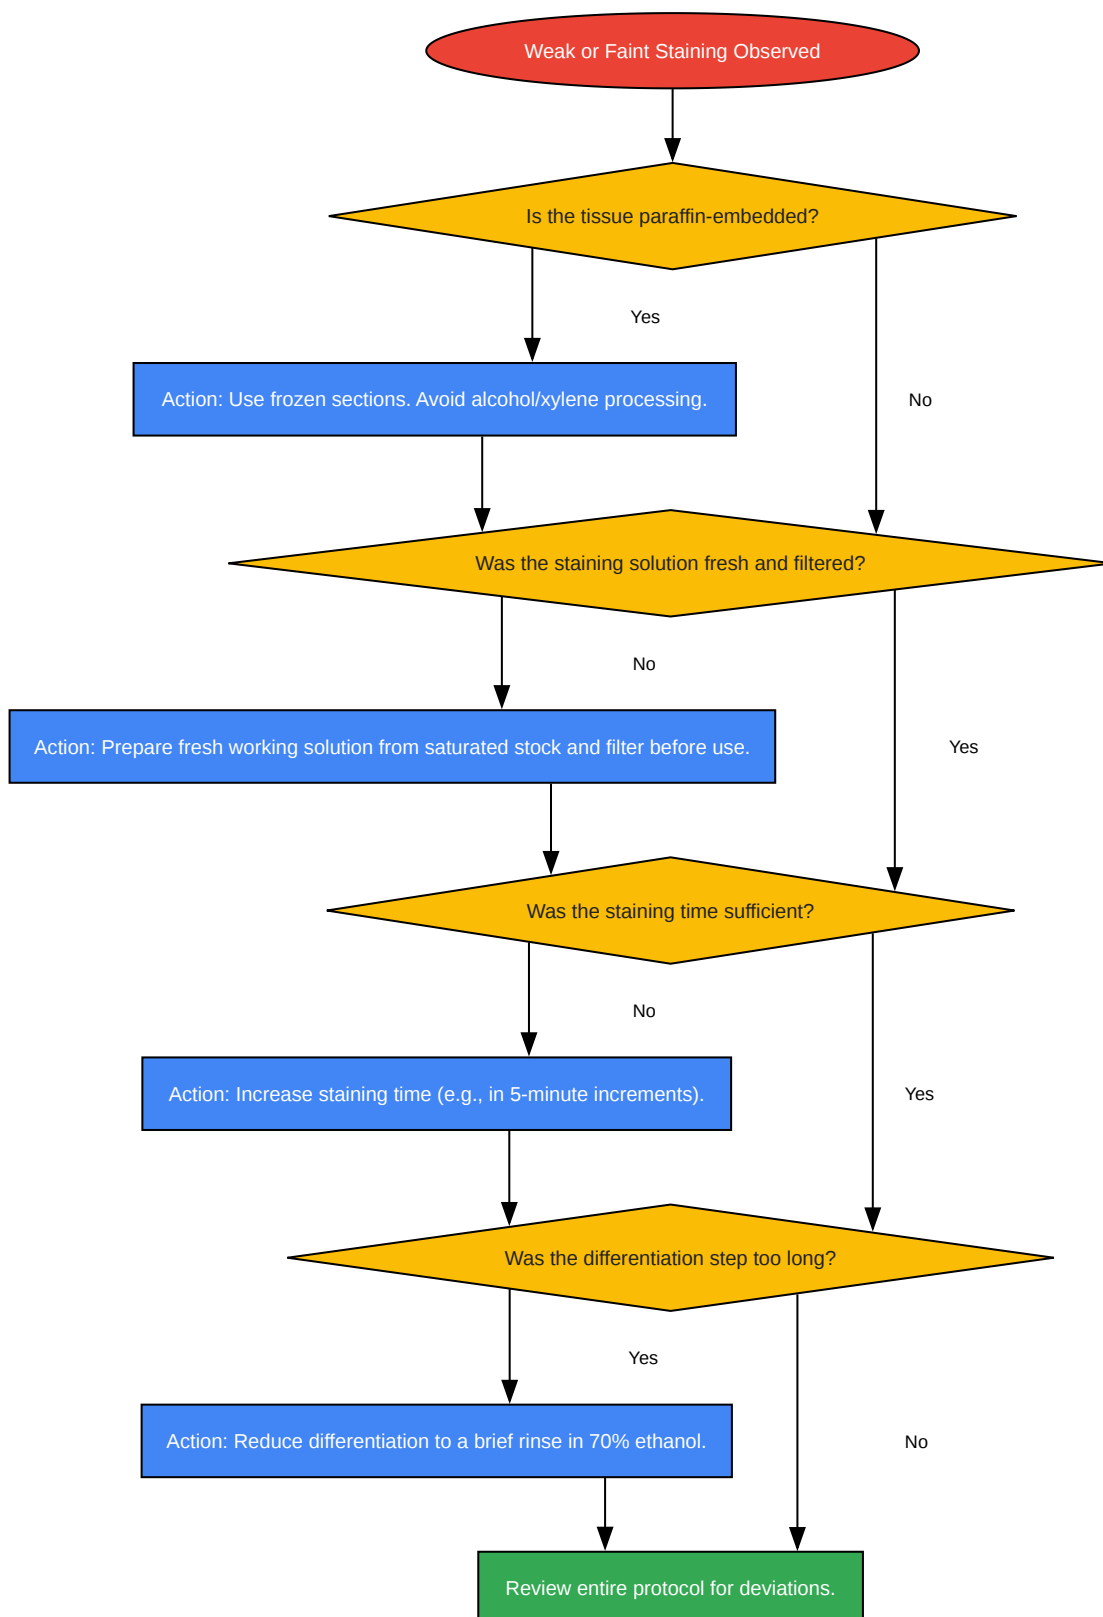 Weak or Faint Staining Observed
Is the tissue paraffin-embedded?
Yes
Action: Use frozen sections. Avoid alcohol/xylene processing.
No
Was the staining solution fresh and filtered?
No
Action: Prepare fresh working solution from saturated stock and filter before use.
Yes
Was the staining time sufficient?
No
Action: Increase staining time (e.g., in 5-minute increments).
Yes
Was the differentiation step too long?
Yes
Action: Reduce differentiation to a brief rinse in 70% ethanol.
No
Review entire protocol for deviations.